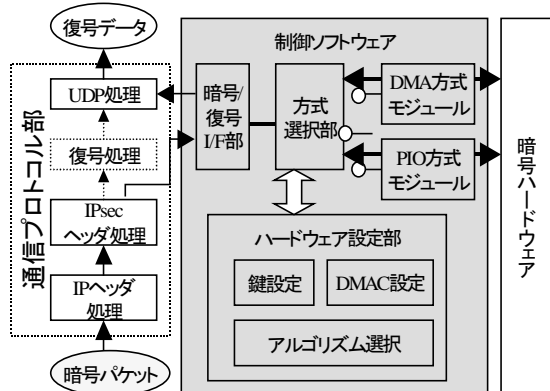 復号データ
通信プロトコル部
UDP処理
復号処理
IPsec
ヘッダ処理
IPヘッダ
処理
暗号パケット
制御ソフトウェア
暗号/
復号
I/F部
方式
選択部
DMA方式
モジュール
PIO方式
モジュール
ハードウェア設定部
鍵設定
DMAC設定
アルゴリズム選択
暗号ハードウェア